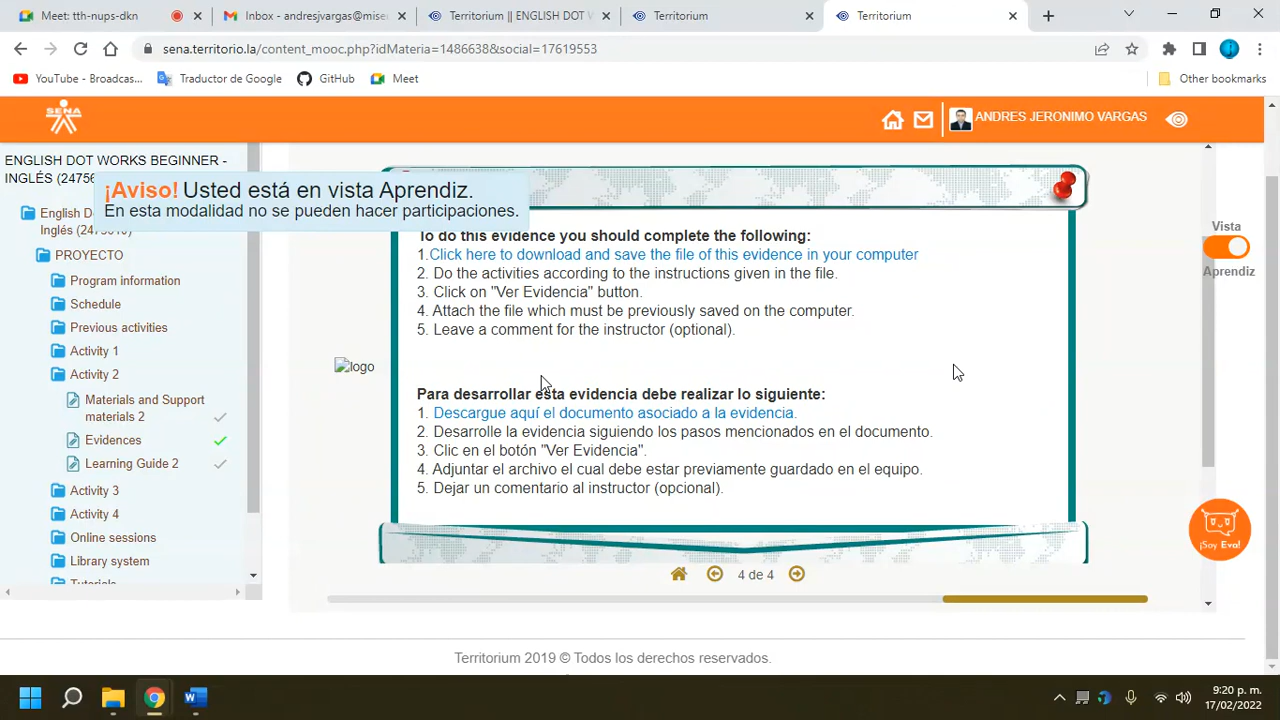 Meet: tth-nups-dkn
Inbox - andresjvargas@mise
Territorium || ENGLISH DOT W
Territorium
Territorium
sena.territorio.la/content_mooc.php?idMateria=1486638&social=17619553
YouTube - Broadcas...
Traductor de Google
GitHub
Meet
Other bookmarks
SENA
ANDRES JERONIMO VARGAS
ENGLISH DOT WORKS BEGINNER -
INGLÉS (24756
¡Aviso! Usted está en vista Aprendiz.
En esta modalidad no se pueden hacer participaciones.
English D
Inglés (2475610)
PROYECTO
Program information
Schedule
Previous activities
Activity 1
Activity 2
Materials and Support
materials 2
Evidences
Learning Guide 2
Activity 3
Activity 4
Online sessions
Library system
Tutorials
To do this evidence you should complete the following:
1.Click here to download and save the file of this evidence in your computer
2. Do the activities according to the instructions given in the file.
3. Click on "Ver Evidencia" button.
4. Attach the file which must be previously saved on the computer.
5. Leave a comment for the instructor (optional).
logo
Para desarrollar esta evidencia debe realizar lo siguiente:
1. Descargue aquí el documento asociado a la evidencia.
2. Desarrolle la evidencia siguiendo los pasos mencionados en el documento.
3. Clic en el botón "Ver Evidencia".
4. Adjuntar el archivo el cual debe estar previamente guardado en el equipo.
5. Dejar un comentario al instructor (opcional).
4 de 4
Vista
Aprendiz
¡Soy Eva!
Territorium 2019 © Todos los derechos reservados.
9:20 p. m.
17/02/2022